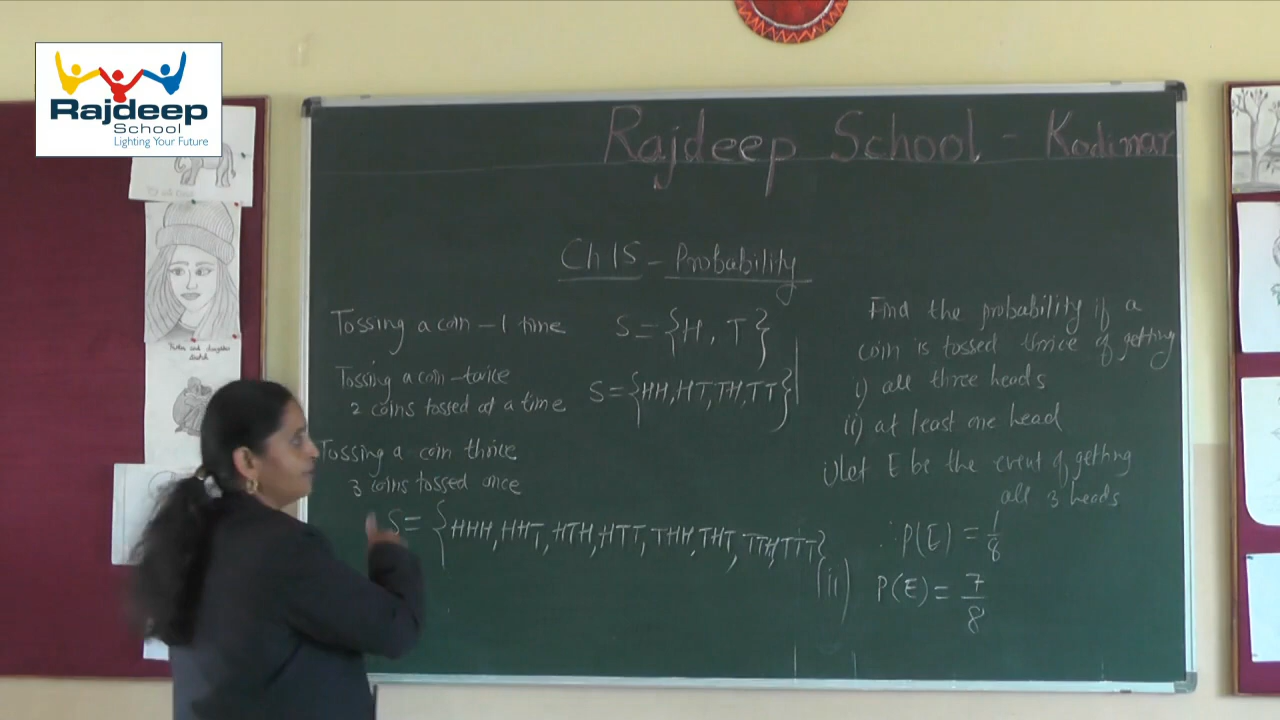 Rajdeep
School
Lighting Your Future
Rajdeep School - Kodinar
Ch 15 - Probability
Tossing a coin - 1 time S = {H, T}
Tossing a coin - twice
2 coins tossed at a time S = {HH, HT, TH, TT}
Tossing a coin thrice
3 coins tossed once
S = {HHH, HHT, HTH, HTT, THH, THT, TTH, TTT}
Find the probability if a
coin is tossed thrice of getting
i) all three heads
ii) at least one head
i) let E be the event of getting
all 3 heads
∴ P(E) = 1/8
(ii) P(E) = 7/8